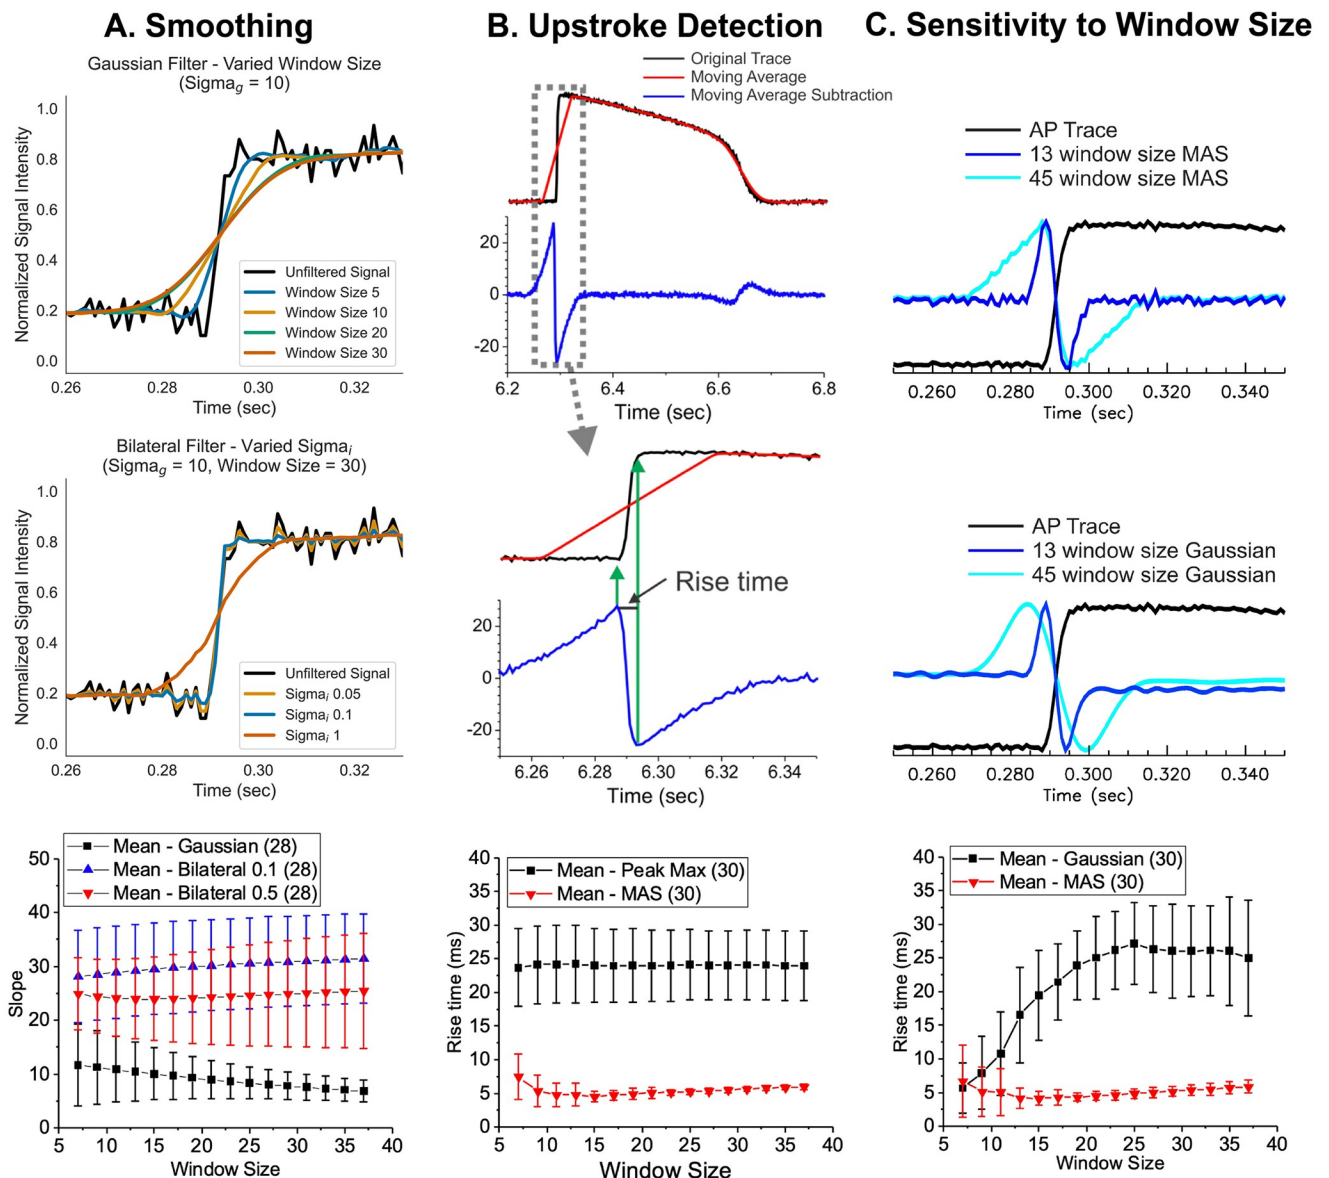 A. Smoothing
Gaussian Filter - Varied Window Size
(Sigmag = 10)
Normalized Signal Intensity
1.0
0.8
0.6
0.4
0.2
0.0
Unfiltered Signal
Window Size 5
Window Size 10
Window Size 20
Window Size 30
0.26 0.28 0.30 0.32
Time (sec)
Bilateral Filter - Varied Sigmai
(Sigmag = 10, Window Size = 30)
Normalized Signal Intensity
1.0
0.8
0.6
0.4
0.2
0.0
Unfiltered Signal
Sigmai 0.05
Sigmai 0.1
Sigmai 1
0.26 0.28 0.30 0.32
Time (sec)
Mean - Gaussian (28)
Mean - Bilateral 0.1 (28)
Mean - Bilateral 0.5 (28)
Slope
50
40
30
20
10
0
5 10 15 20 25 30 35 40
Window Size
B. Upstroke Detection
Original Trace
Moving Average
Moving Average Subtraction
20
0
-20
6.2 6.4 6.6 6.8
Time (sec)
Rise time
20
0
-20
6.26 6.28 6.30 6.32 6.34
Time (sec)
Mean - Peak Max (30)
Mean - MAS (30)
Rise time (ms)
40
35
30
25
20
15
10
5
0
5 10 15 20 25 30 35 40
Window Size
C. Sensitivity to Window Size
AP Trace
13 window size MAS
45 window size MAS
0.260 0.280 0.300 0.320 0.340
Time (sec)
AP Trace
13 window size Gaussian
45 window size Gaussian
0.260 0.280 0.300 0.320 0.340
Time (sec)
Mean - Gaussian (30)
Mean - MAS (30)
Rise time (ms)
40
35
30
25
20
15
10
5
0
5 10 15 20 25 30 35 40
Window Size